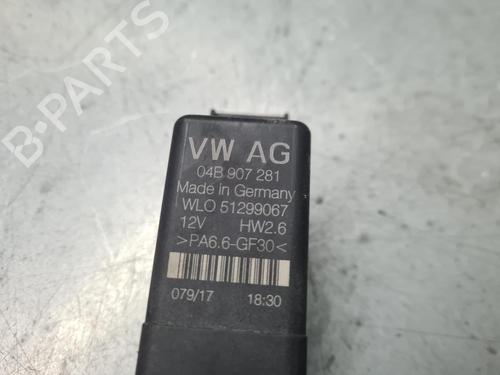 B-PARTS
VW AG
04B 907 281
Made in Germany
WLO 51299067
12V HW2.6
>PA6.6-GF30<
079/17 18:30